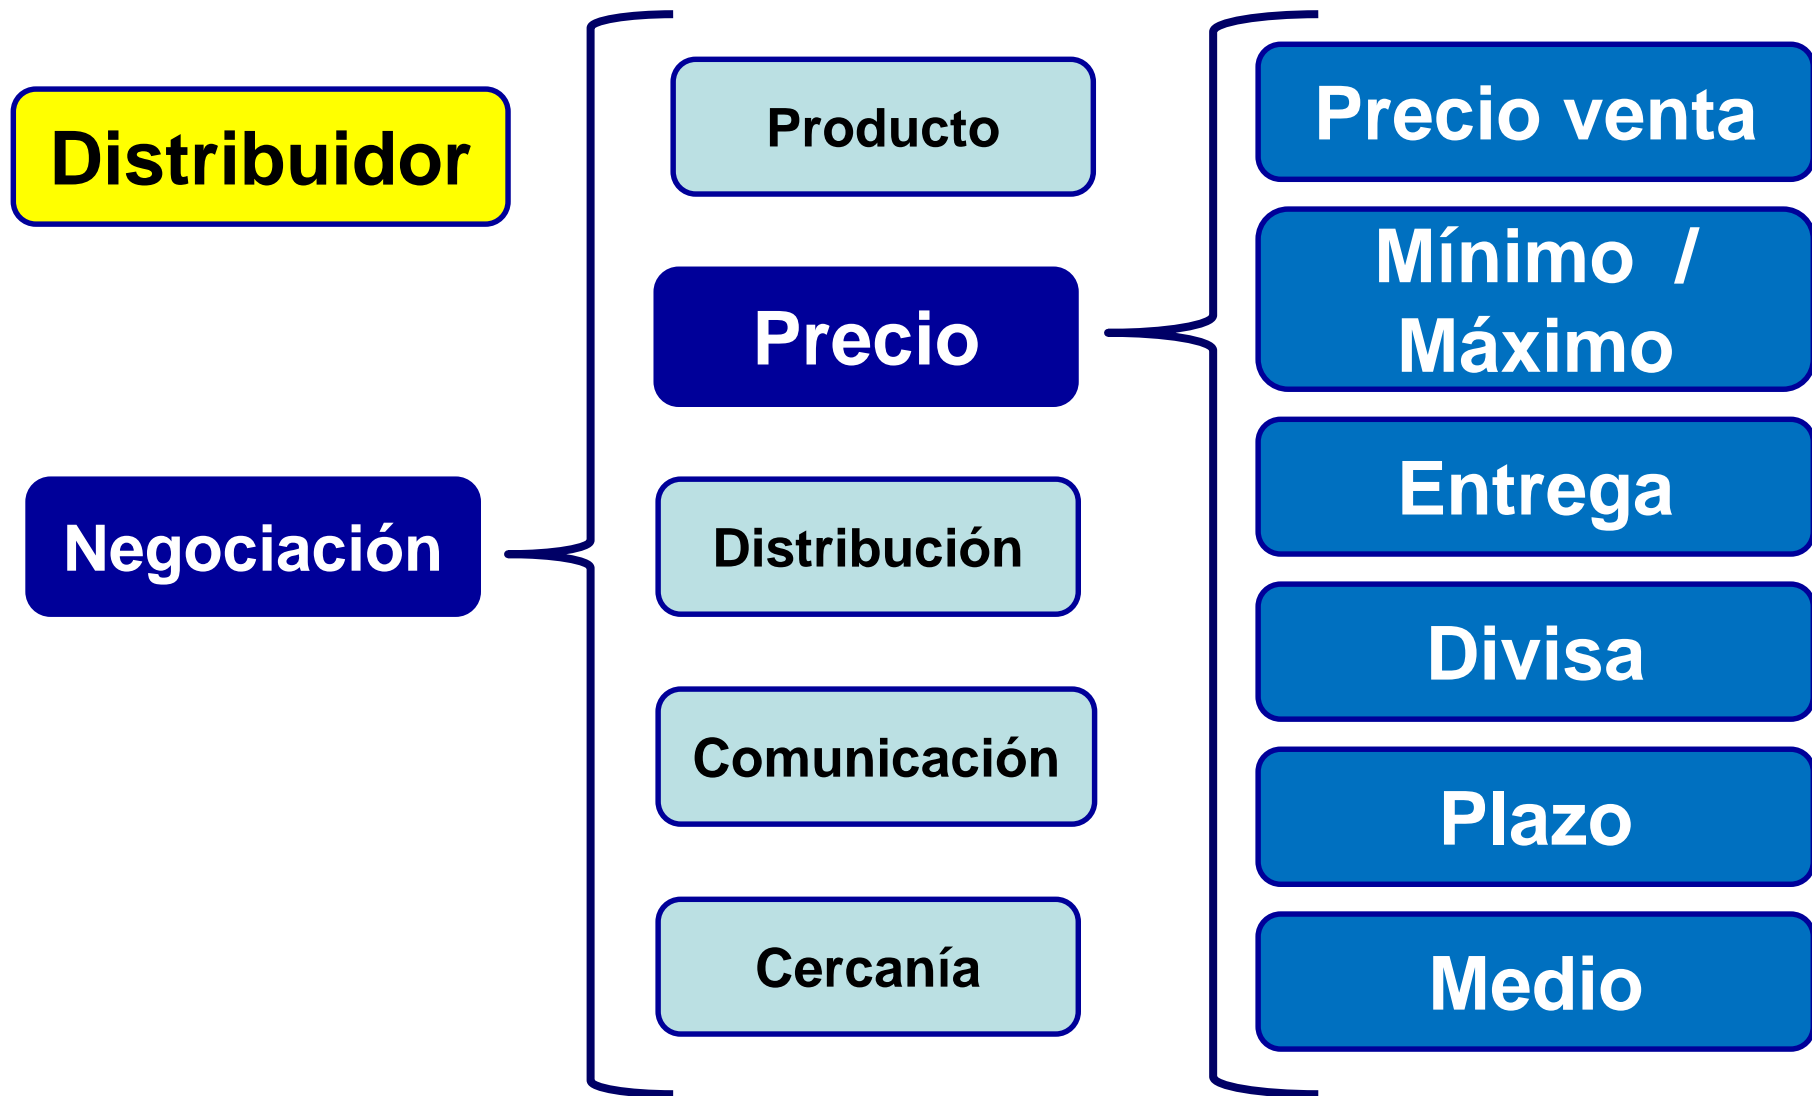 Distribuidor
Negociación
Producto
Precio
Distribución
Comunicación
Cercanía
Precio venta
Mínimo /
Máximo
Entrega
Divisa
Plazo
Medio